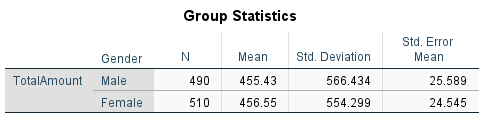 Group Statistics
Std. Error
Gender N Mean Std. Deviation Mean
TotalAmount Male 490 455.43 566.434 25.589
Female 510 456.55 554.299 24.545